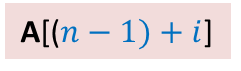 A[(n − 1) + i]